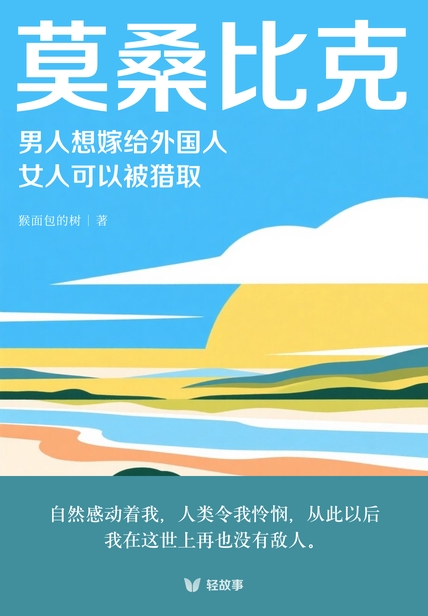 莫桑比克
男人想嫁给外国人
女人可以被猎取
猴面包的树｜著
自然感动着我，人类令我怜悯，从此以后
我在这世上再也没有敌人。
轻故事